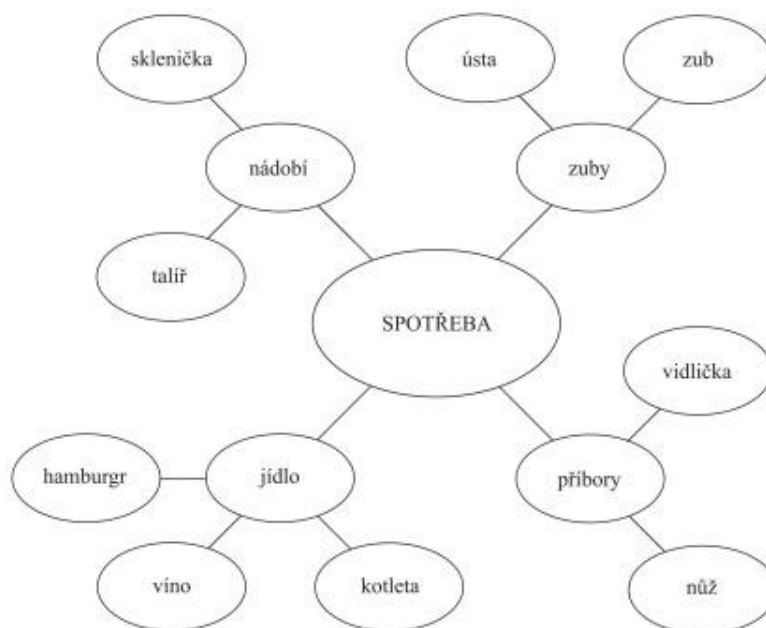 sklenička
ústa
zub
nádobí
zuby
talíř
SPOTŘEBA
vidlička
hamburgr
jídlo
příbory
víno
kotleta
nůž